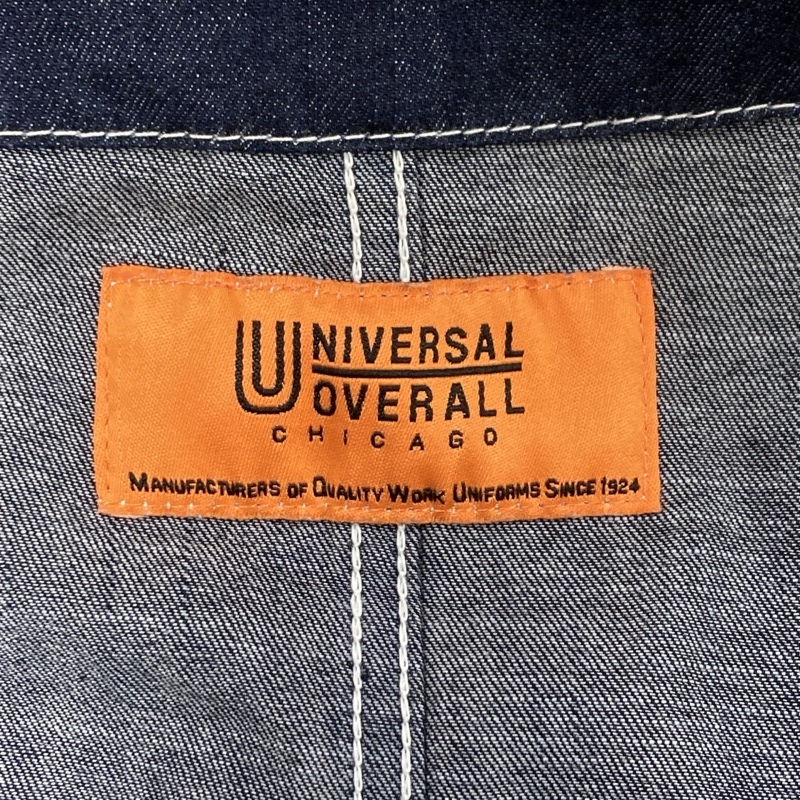 UNIVERSAL
OVERALL
CHICAGO
MANUFACTURERS OF QUALITY WORK UNIFORMS SINCE 1924